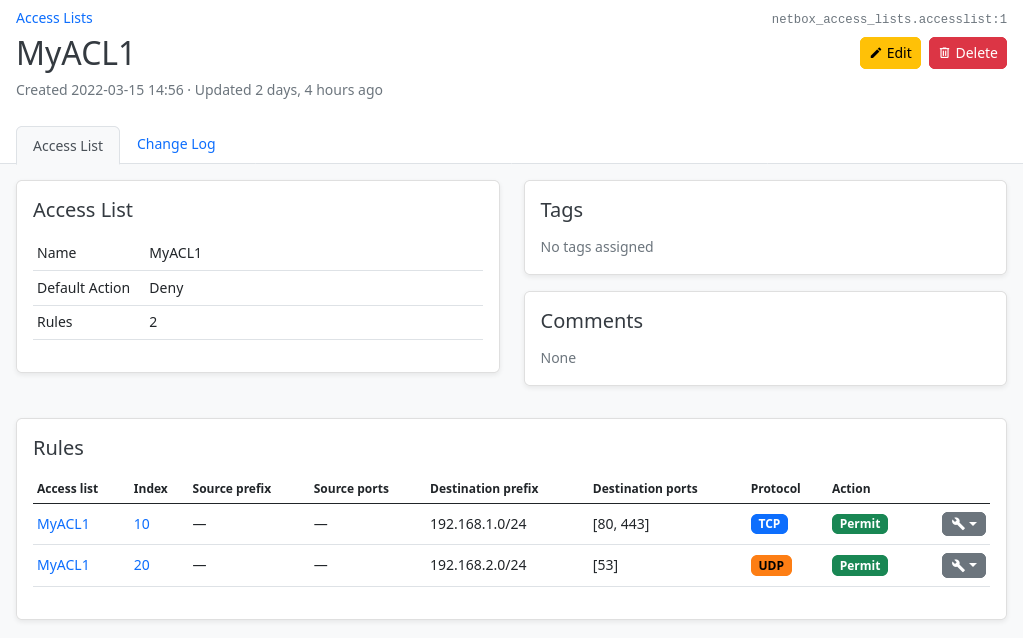 Access Lists
netbox_access_lists.accesslist:1
MyACL1
Edit
Delete
Created 2022-03-15 14:56 · Updated 2 days, 4 hours ago
Access List
Change Log
Access List
Name MyACL1
Default Action Deny
Rules 2
Tags
No tags assigned
Comments
None
Rules
Access list Index Source prefix Source ports Destination prefix Destination ports Protocol Action
MyACL1 10 — — 192.168.1.0/24 [80, 443] TCP Permit
MyACL1 20 — — 192.168.2.0/24 [53] UDP Permit